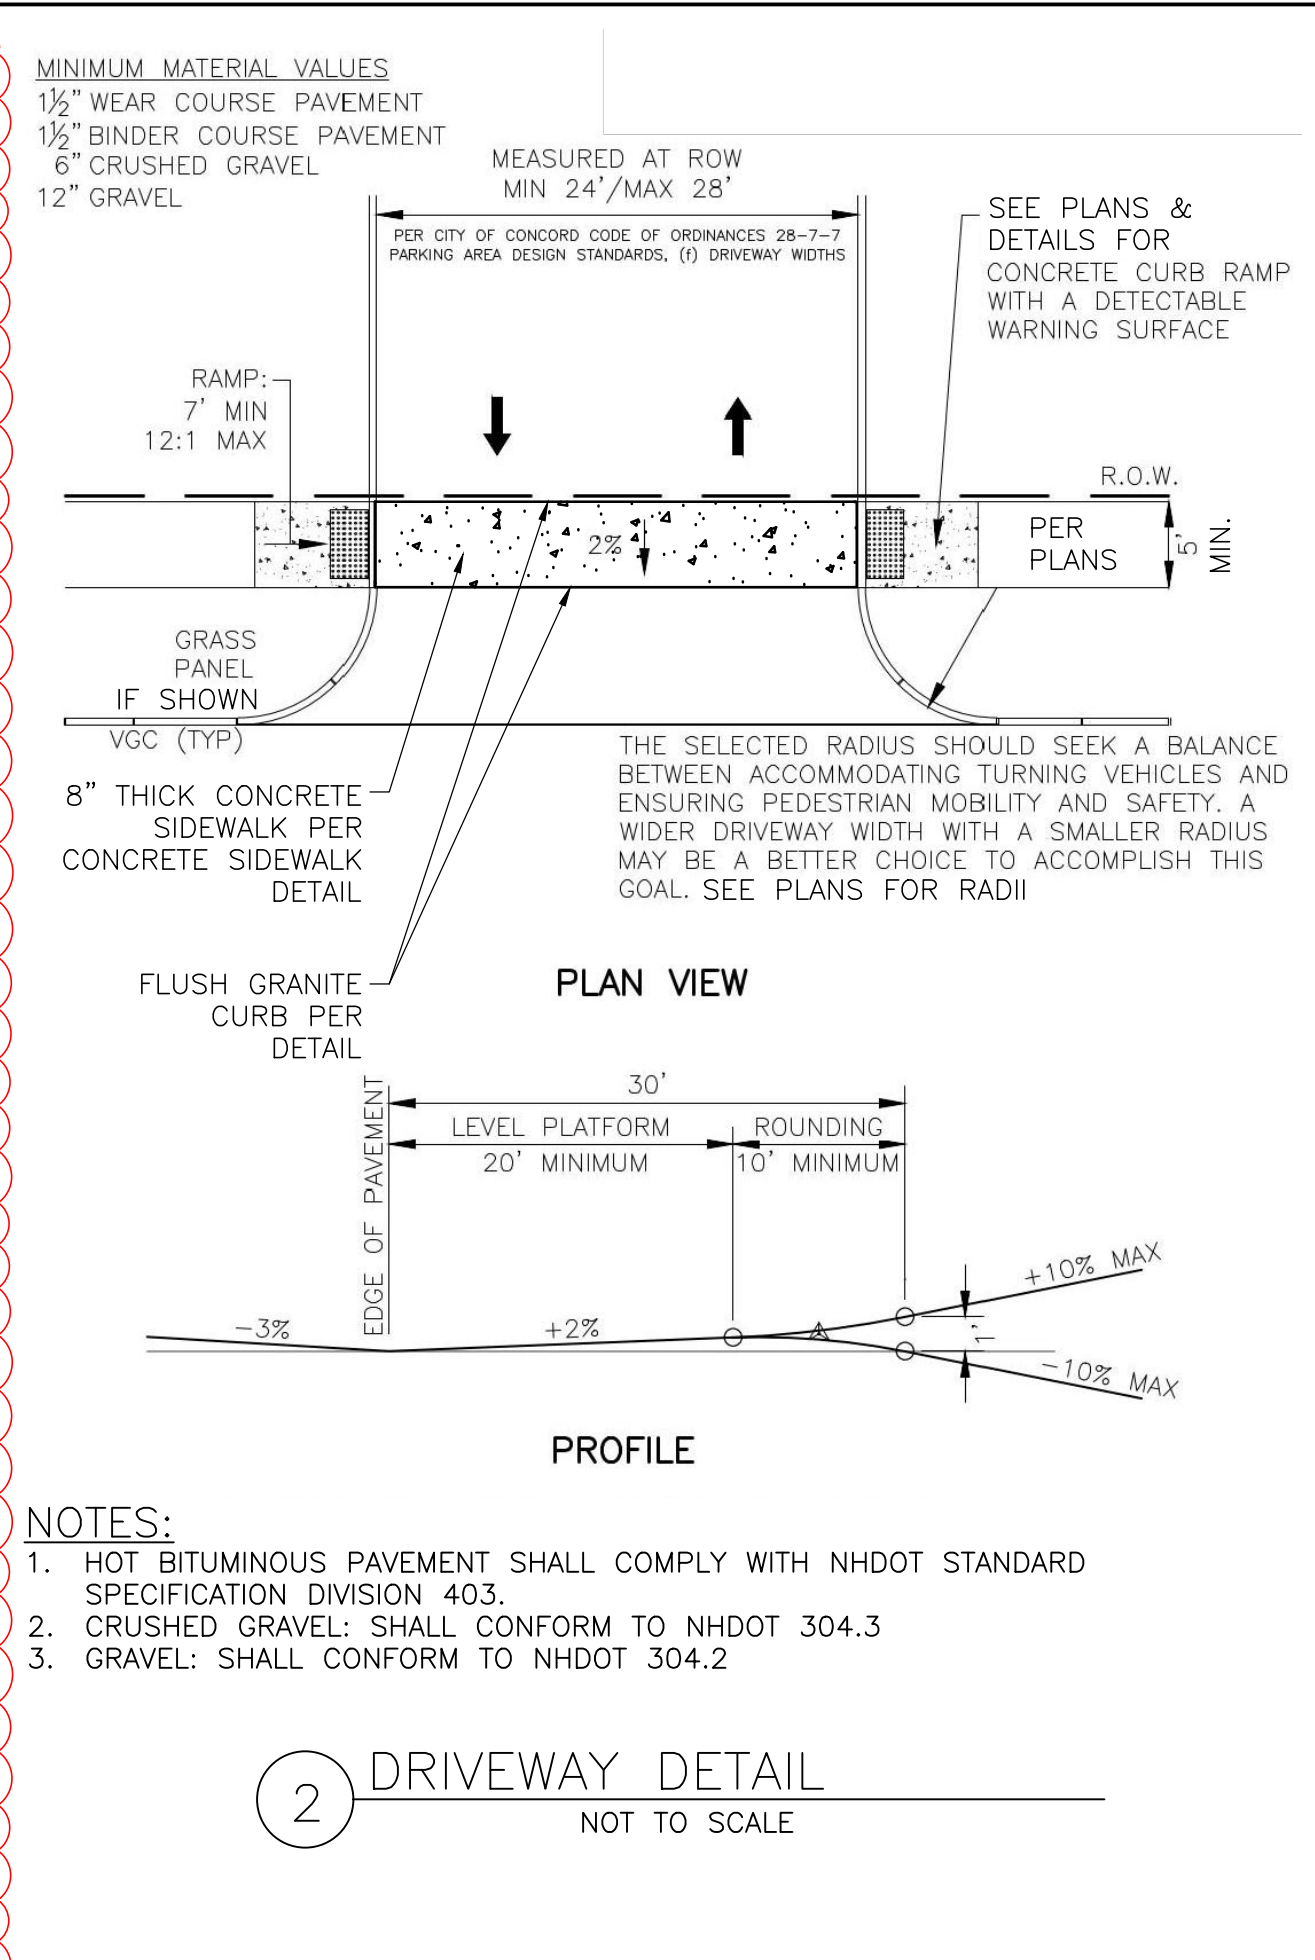 MINIMUM MATERIAL VALUES
1½" WEAR COURSE PAVEMENT
1½" BINDER COURSE PAVEMENT
6" CRUSHED GRAVEL
12" GRAVEL
MEASURED AT ROW
MIN 24'/MAX 28'
PER CITY OF CONCORD CODE OF ORDINANCES 28-7-7
PARKING AREA DESIGN STANDARDS, (f) DRIVEWAY WIDTHS
SEE PLANS &
DETAILS FOR
CONCRETE CURB RAMP
WITH A DETECTABLE
WARNING SURFACE
RAMP:
7' MIN
12:1 MAX
R.O.W.
2%
PER
PLANS
5'
MIN.
GRASS
PANEL
IF SHOWN
VGC (TYP)
8" THICK CONCRETE
SIDEWALK PER
CONCRETE SIDEWALK
DETAIL
THE SELECTED RADIUS SHOULD SEEK A BALANCE
BETWEEN ACCOMMODATING TURNING VEHICLES AND
ENSURING PEDESTRIAN MOBILITY AND SAFETY. A
WIDER DRIVEWAY WIDTH WITH A SMALLER RADIUS
MAY BE A BETTER CHOICE TO ACCOMPLISH THIS
GOAL. SEE PLANS FOR RADII
FLUSH GRANITE
CURB PER
DETAIL
PLAN VIEW
EDGE OF PAVEMENT
30'
LEVEL PLATFORM
20' MINIMUM
ROUNDING
10' MINIMUM
-3%
+2%
+10% MAX
1'
-10% MAX
PROFILE
NOTES:
1. HOT BITUMINOUS PAVEMENT SHALL COMPLY WITH NHDOT STANDARD
SPECIFICATION DIVISION 403.
2. CRUSHED GRAVEL: SHALL CONFORM TO NHDOT 304.3
3. GRAVEL: SHALL CONFORM TO NHDOT 304.2
2
DRIVEWAY DETAIL
NOT TO SCALE